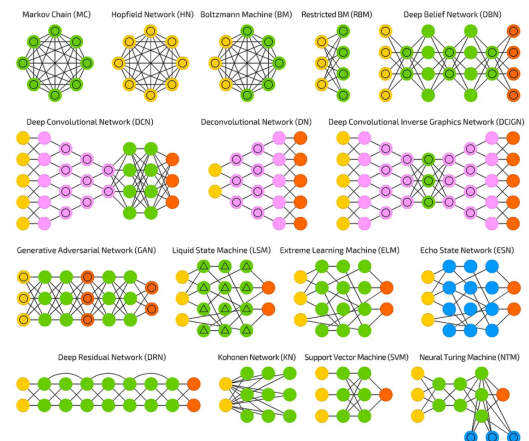 Markov Chain (MC)
Hopfield Network (HN)
Boltzmann Machine (BM)
Restricted BM (RBM)
Deep Belief Network (DBN)
Deep Convolutional Network (DCN)
Deconvolutional Network (DN)
Deep Convolutional Inverse Graphics Network (DCIGN)
Generative Adversarial Network (GAN)
Liquid State Machine (LSM)
Extreme Learning Machine (ELM)
Echo State Network (ESN)
Deep Residual Network (DRN)
Kohonen Network (KN)
Support Vector Machine (SVM)
Neural Turing Machine (NTM)